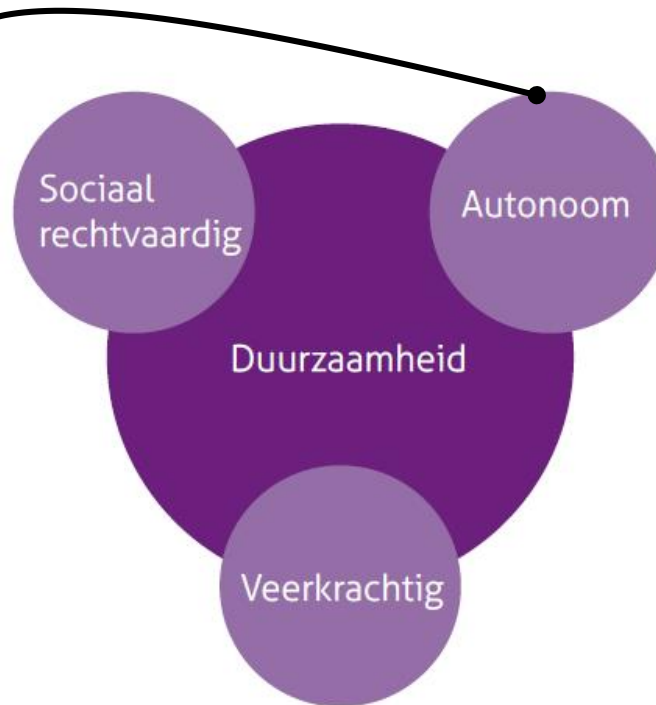 Sociaal
rechtvaardig
Autonoom
Duurzaamheid
Veerkrachtig